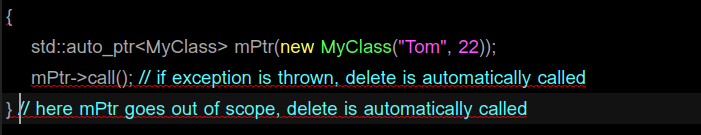 {
std::auto_ptr<MyClass> mPtr(new MyClass("Tom", 22));
mPtr->call(); // if exception is thrown, delete is automatically called
} // here mPtr goes out of scope, delete is automatically called